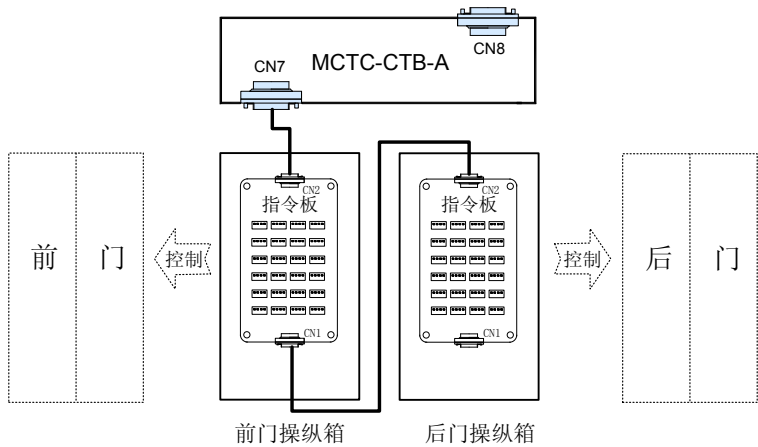 CN8
CN7
MCTC-CTB-A
CN2
指令板
CN1
CN2
指令板
CN1
前 门
控制
控制
后 门
前门操纵箱
后门操纵箱